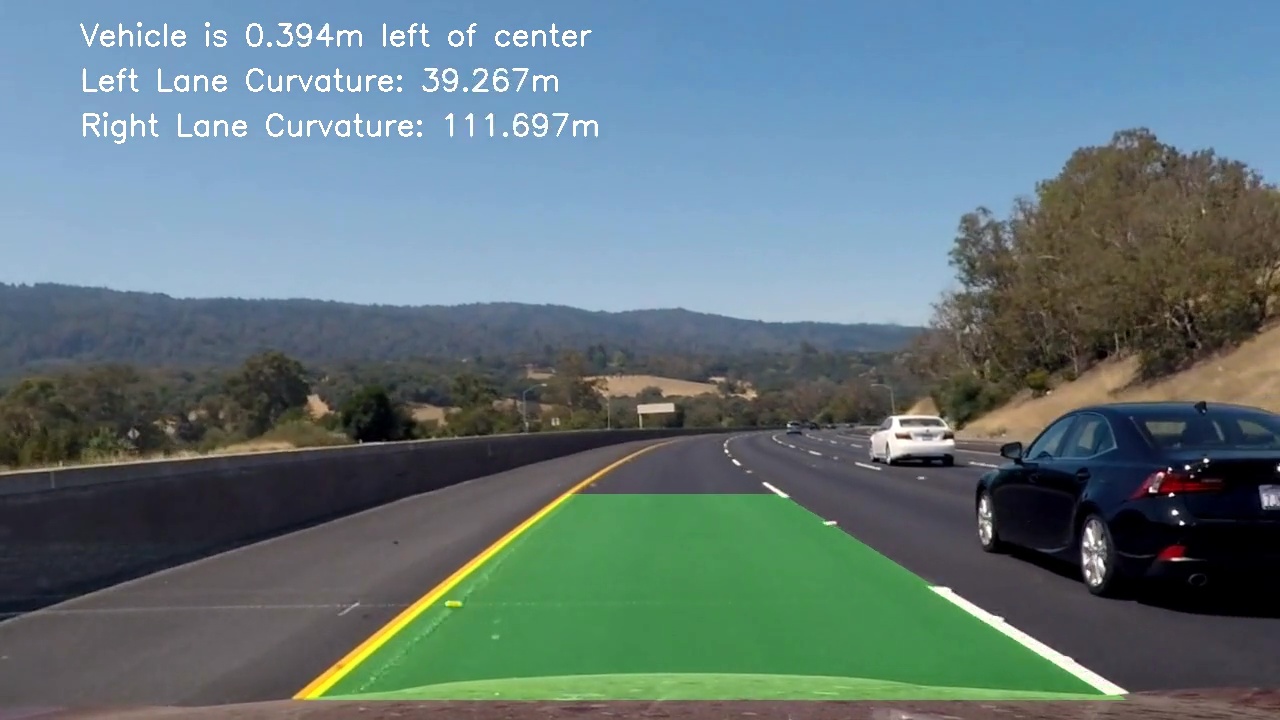 Vehicle is 0.394m left of center
Left Lane Curvature: 39.267m
Right Lane Curvature: 111.697m